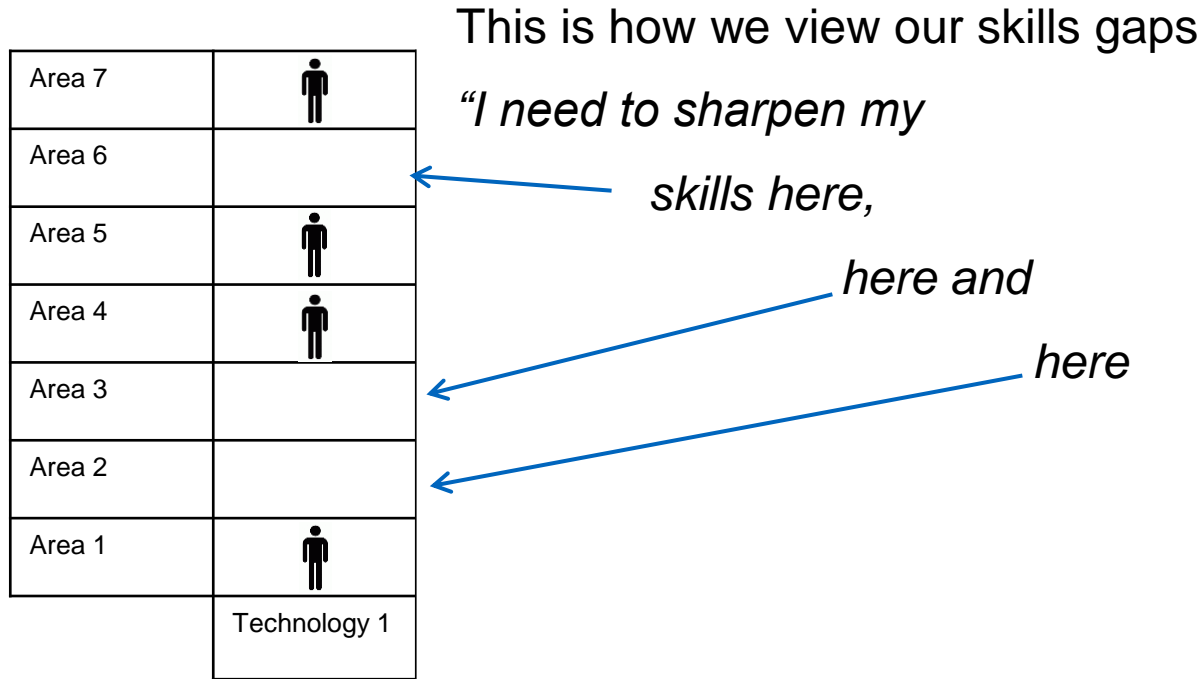 This is how we view our skills gaps
“I need to sharpen my
skills here,
here and
here
Area 7
Area 6
Area 5
Area 4
Area 3
Area 2
Area 1
Technology 1